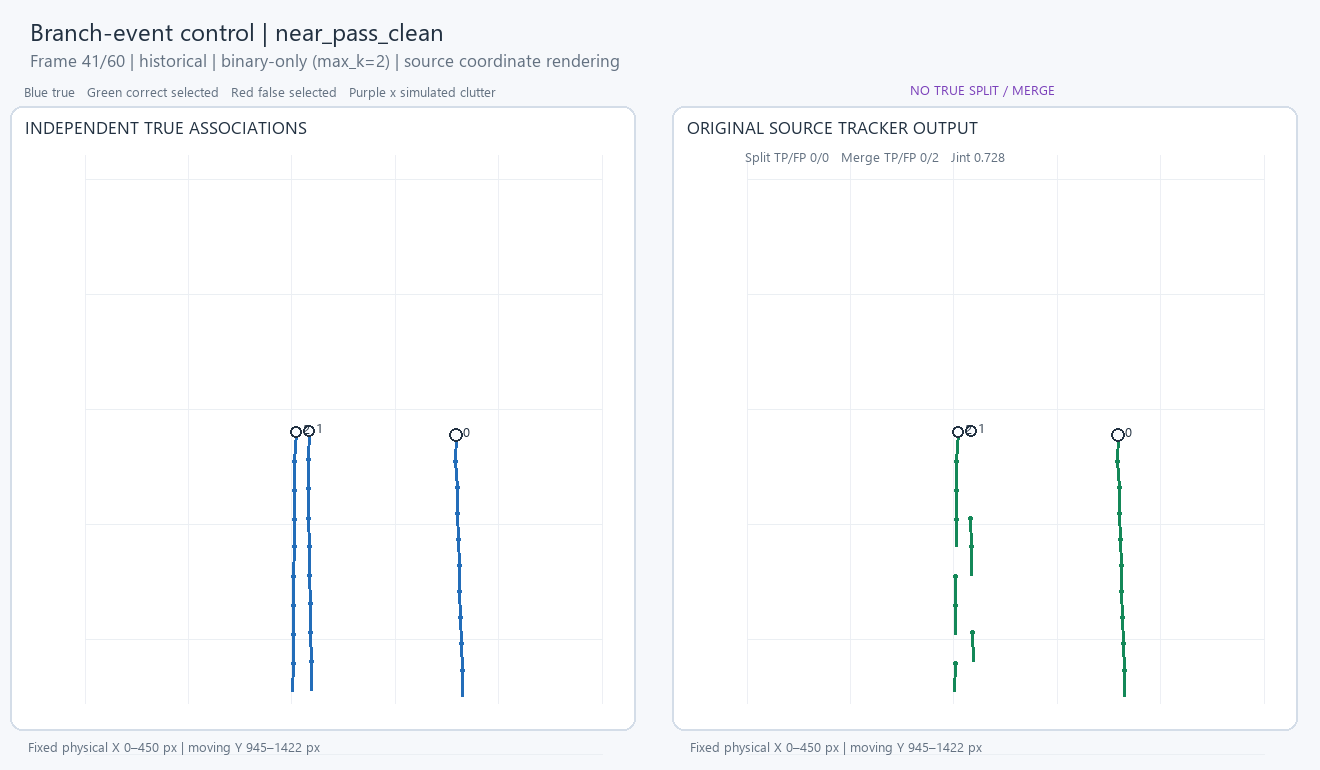 Branch-event control | near_pass_clean
Frame 41/60 | historical | binary-only (max_k=2) | source coordinate rendering
Blue true Green correct selected Red false selected Purple x simulated clutter
NO TRUE SPLIT / MERGE
INDEPENDENT TRUE ASSOCIATIONS
2 1
0
Fixed physical X 0–450 px | moving Y 945–1422 px
ORIGINAL SOURCE TRACKER OUTPUT
Split TP/FP 0/0 Merge TP/FP 0/2 Jint 0.728
2 1
0
Fixed physical X 0–450 px | moving Y 945–1422 px